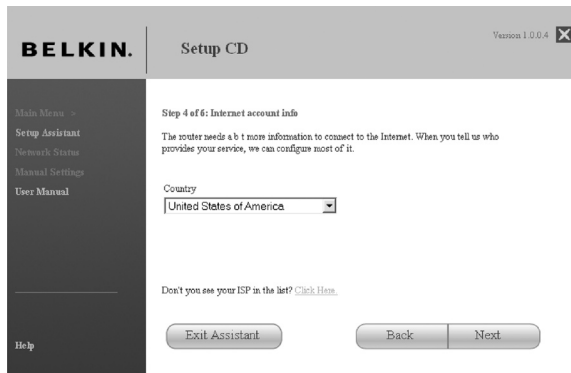 BELKIN.
Setup CD
Version 1.0.0.4
Main Menu »
Setup Assistant
Network Status
Manual Settings
User Manual
Help
Step 4 of 6: Internet account info
The router needs a b t more information to connect to the Internet. When you tell us who
provides your service, we can configure most of it.
Country
United States of America
Don't you see your ISP in the list? Click Here.
Exit Assistant
Back
Next